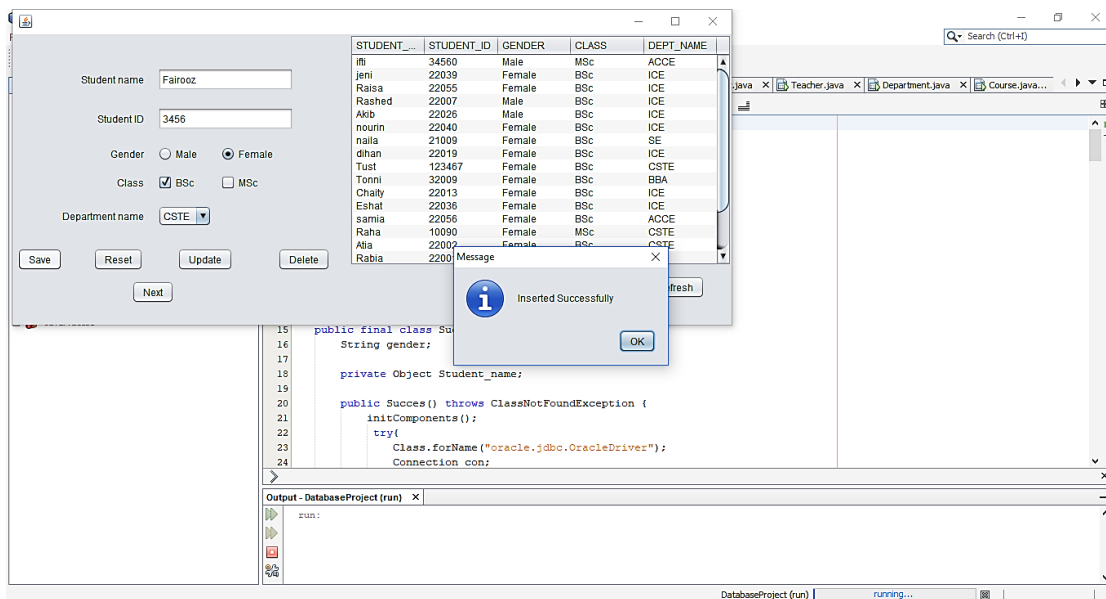 Search (Ctrl+I)
.java Teacher.java Department.java Course.java...
Student name Fairooz
Student ID 3456
Gender Male Female
Class BSc MSc
Department name CSTE
Save Reset Update Delete
Next
STUDENT_... STUDENT_ID GENDER CLASS DEPT_NAME
ifti 34560 Male MSc ACCE
jeni 22039 Female BSc ICE
Raisa 22055 Female BSc ICE
Rashed 22007 Male BSc ICE
Akib 22026 Male BSc ICE
nourin 22040 Female BSc ICE
naila 21009 Female BSc SE
dihan 22019 Female BSc ICE
Tust 123467 Female BSc CSTE
Tonni 32009 Female BSc BBA
Chaity 22013 Female BSc ICE
Eshat 22036 Female BSc ICE
samia 22056 Female BSc ACCE
Raha 10090 Female MSc CSTE
Atia 22002 Female BSc CSTE
Rabia 2200
fresh
Message
Inserted Successfully
OK
15 public final class Suc
16 String gender;
17
18 private Object Student_name;
19
20 public Succes() throws ClassNotFoundException {
21 initComponents();
22 try{
23 Class.forName("oracle.jdbc.OracleDriver");
24 Connection con;
Output - DatabaseProject (run)
run:
DatabaseProject (run) running...